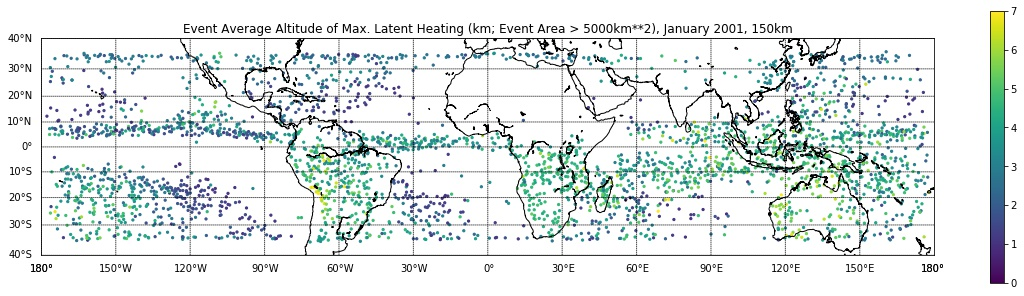 Event Average Altitude of Max. Latent Heating (km; Event Area > 5000km**2), January 2001, 150km
40°N
30°N
20°N
10°N
0°
10°S
20°S
30°S
40°S
180° 150°W 120°W 90°W 60°W 30°W 0° 30°E 60°E 90°E 120°E 150°E 180°
7
6
5
4
3
2
1
0